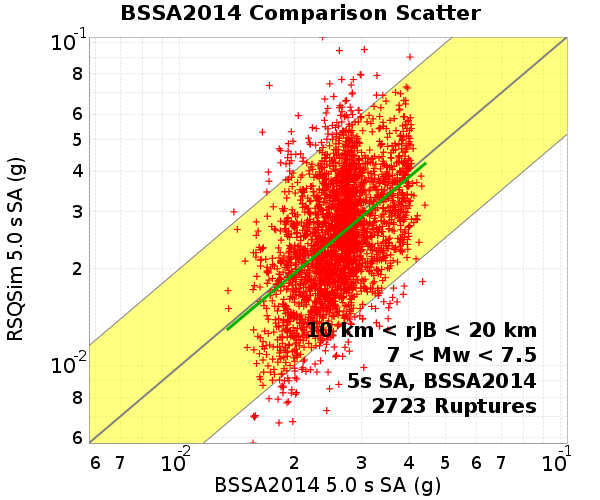 BSSA2014 Comparison Scatter
RSQSim 5.0 s SA (g)
10-1
8
6
5
4
3
2
10-2
8
6
10 km < rJB < 20 km
7 < Mw < 7.5
5s SA, BSSA2014
2723 Ruptures
6 7 10-2 2 3 4 5 6 7 10-1
BSSA2014 5.0 s SA (g)